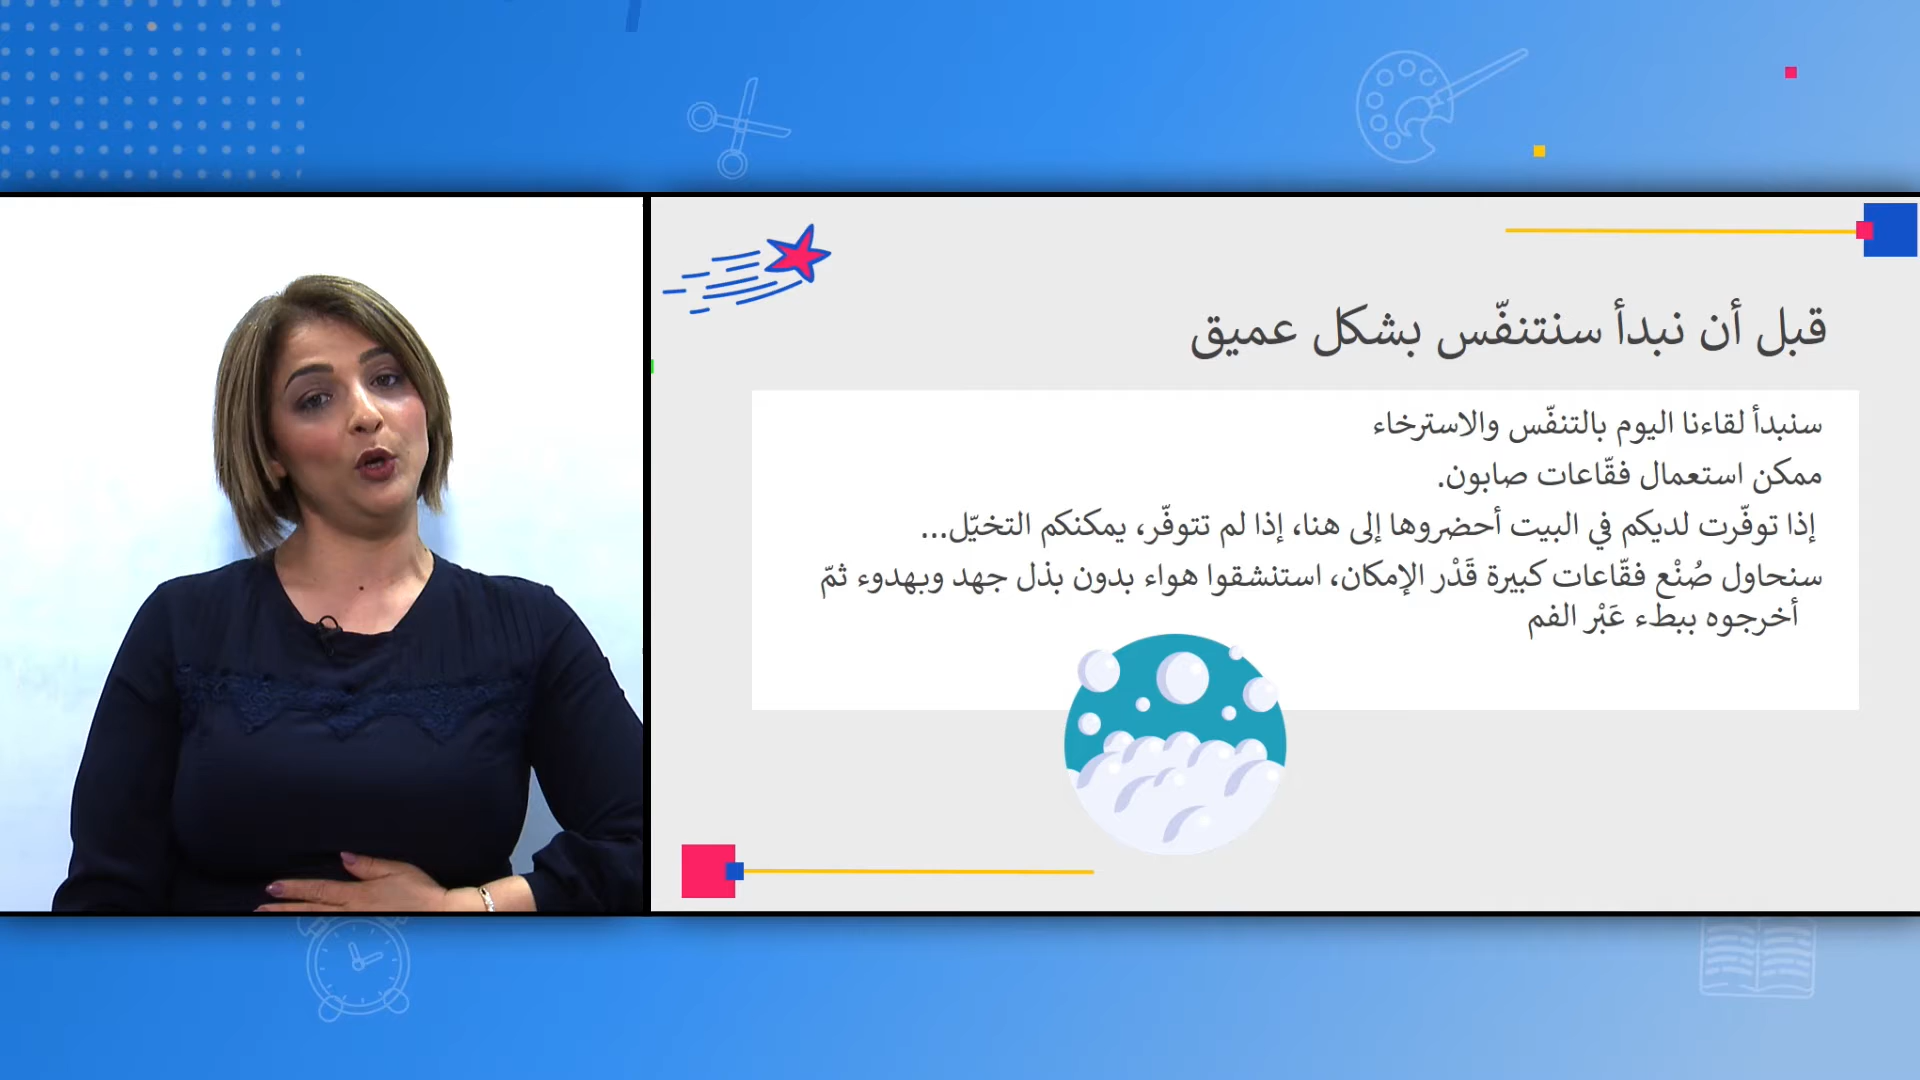 قبل أن نبدأ سنتنفّس بشكل عميق
سنبدأ لقاءنا اليوم بالتنفّس والاسترخاء
ممكن استعمال فقّاعات صابون.
إذا توفّرت لديكم في البيت أحضروها إلى هنا، إذا لم تتوفّر، يمكنكم التخيّل...
سنحاول صُنْع فقّاعات كبيرة قَدْر الإمكان، استنشقوا هواء بدون بذل جهد وبهدوء ثمّ
أخرجوه ببطء عَبْر الفم